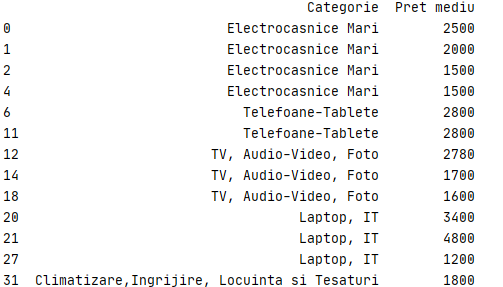 Categorie Pret mediu
0 Electrocasnice Mari 2500
1 Electrocasnice Mari 2000
2 Electrocasnice Mari 1500
4 Electrocasnice Mari 1500
6 Telefoane-Tablete 2800
11 Telefoane-Tablete 2800
12 TV, Audio-Video, Foto 2780
14 TV, Audio-Video, Foto 1700
18 TV, Audio-Video, Foto 1600
20 Laptop, IT 3400
21 Laptop, IT 4800
27 Laptop, IT 1200
31 Climatizare,Ingrijire, Locuinta si Tesaturi 1800